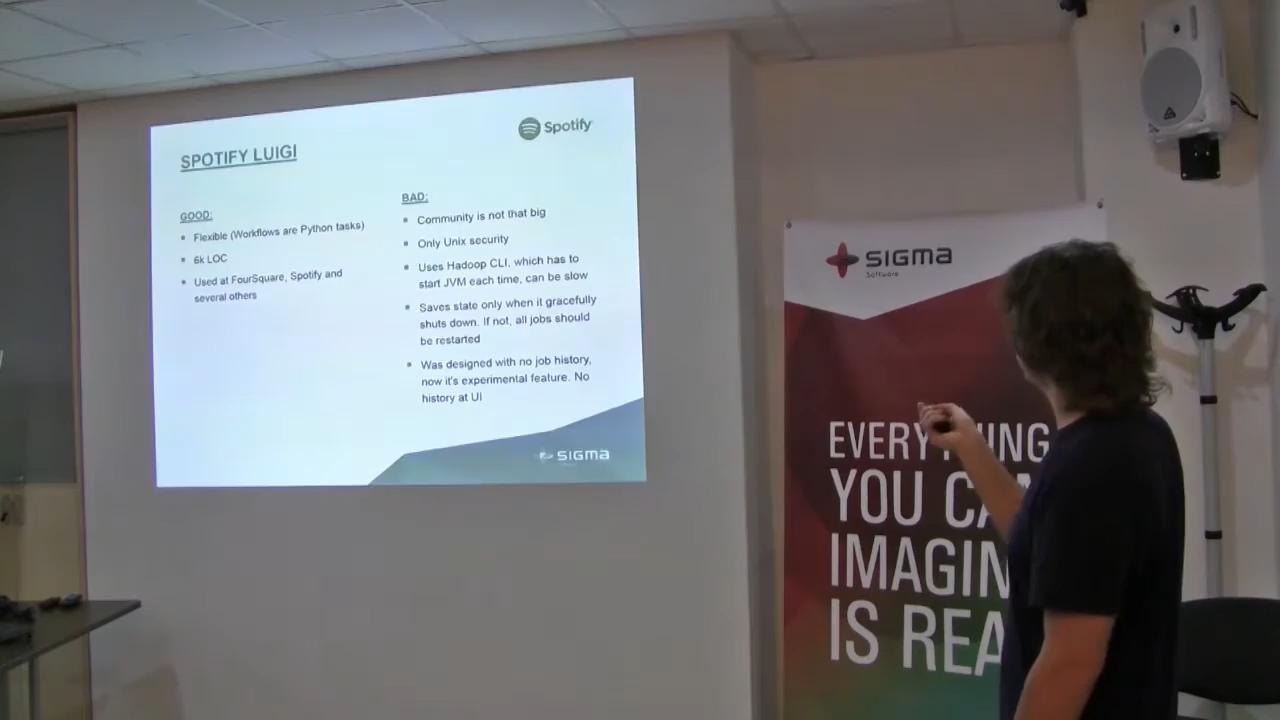 Spotify
SPOTIFY LUIGI
GOOD:
Flexible (Workflows are Python tasks)
6k LOC
Used at FourSquare, Spotify and
several others
BAD:
Community is not that big
Only Unix security
Uses Hadoop CLI, which has to
start JVM each time, can be slow
Saves state only when it gracefully
shuts down. If not, all jobs should
be restarted
Was designed with no job history,
now it's experimental feature. No
history at UI
SIGMA
SIGMA
Software
EVERYTHING
YOU CA
IMAGIN
IS REA